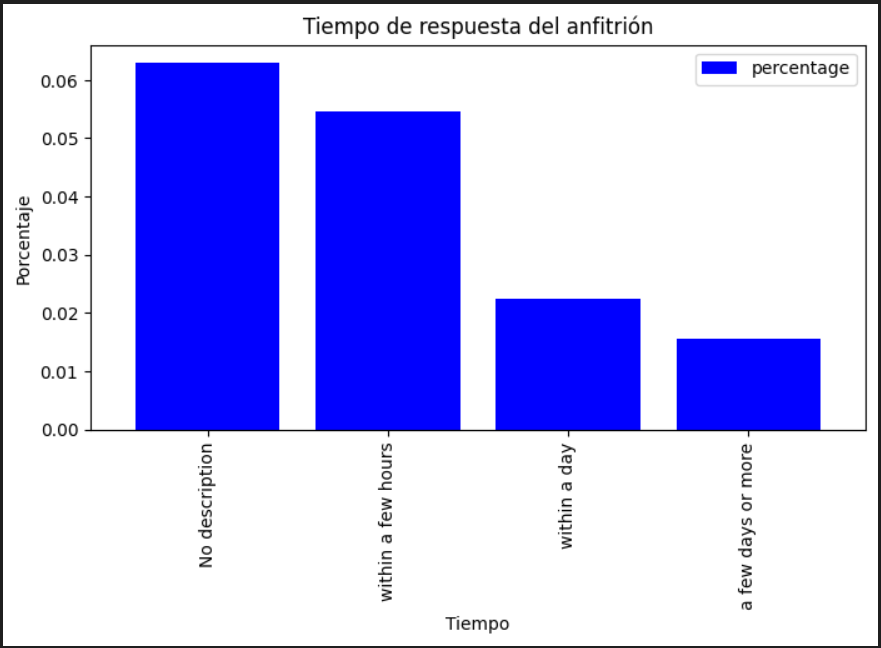 Tiempo de respuesta del anfitrión
percentage
0.06
0.05
0.04
0.03
0.02
0.01
0.00
Porcentaje
No description
within a few hours
within a day
a few days or more
Tiempo